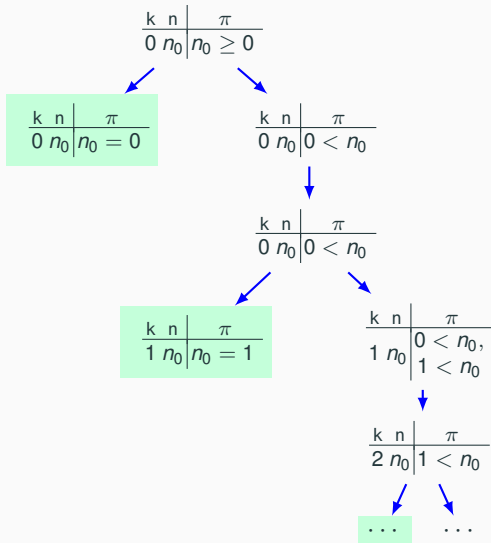 k n π
0 n₀ n₀ ≥ 0
k n π
0 n₀ n₀ = 0
k n π
0 n₀ 0 < n₀
k n π
0 n₀ 0 < n₀
k n π
1 n₀ n₀ = 1
k n π
1 n₀ 0 < n₀,
1 < n₀
k n π
2 n₀ 1 < n₀
··· ···